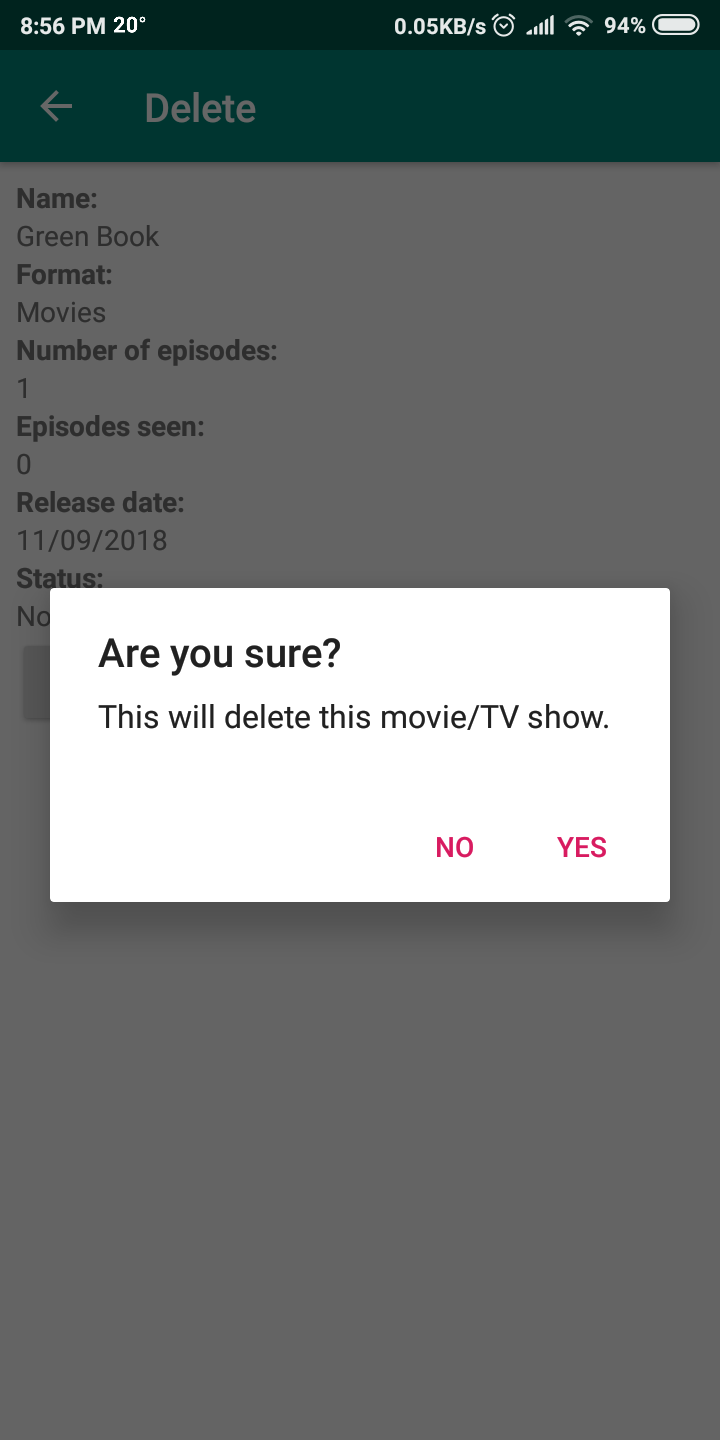 8:56 PM 20° 0.05KB/s 94%
Delete
Name:
Green Book
Format:
Movies
Number of episodes:
1
Episodes seen:
0
Release date:
11/09/2018
Status:
Are you sure?
This will delete this movie/TV show.
NO YES